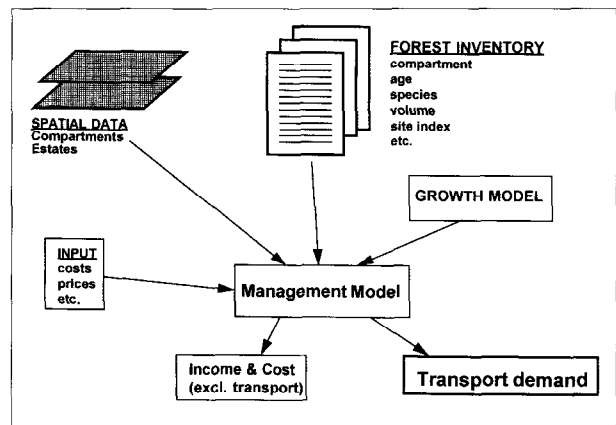 FOREST INVENTORY
compartment
age
species
volume
site index
etc.
SPATIAL DATA
Compartments
Estates
GROWTH MODEL
INPUT
costs
prices
etc.
Management Model
Income & Cost
(excl. transport)
Transport demand